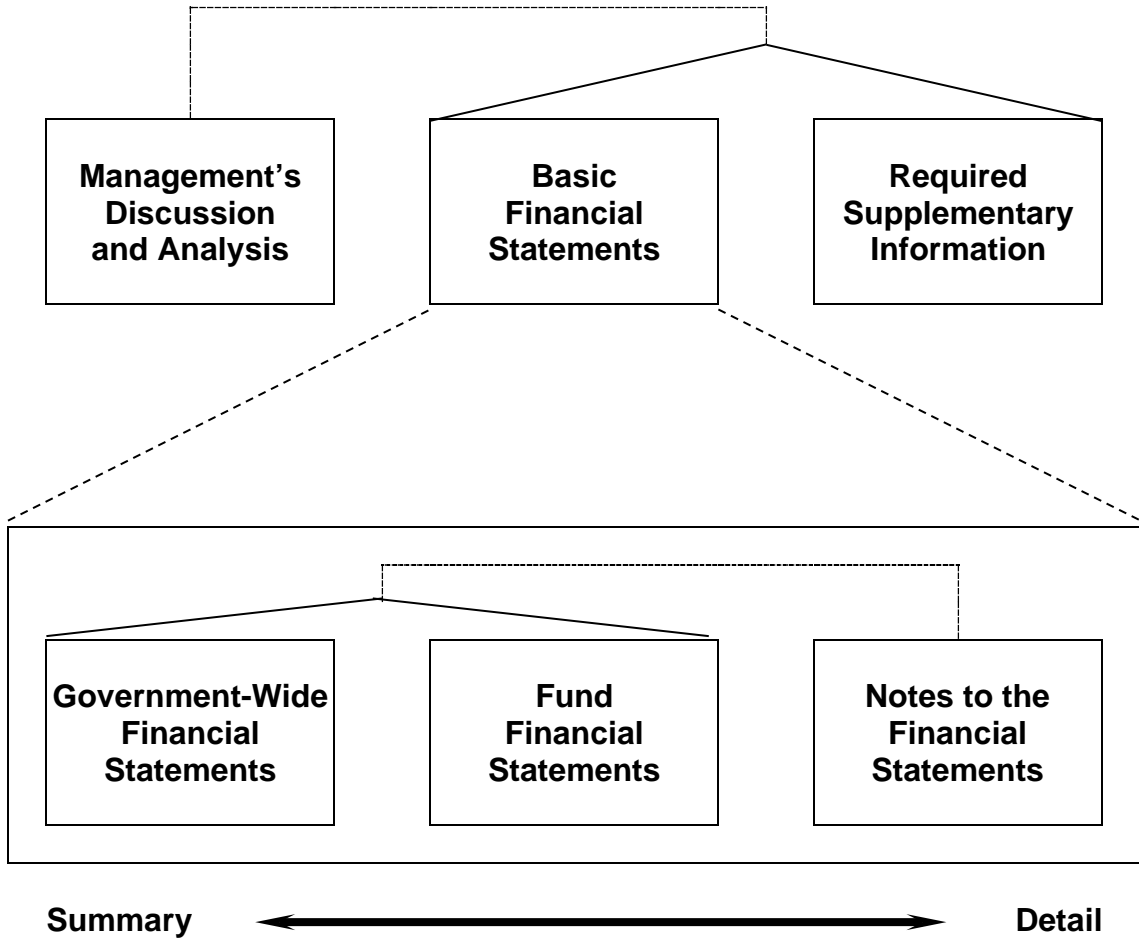 Management’s
Discussion
and Analysis
Basic
Financial
Statements
Required
Supplementary
Information
Government-Wide
Financial
Statements
Fund
Financial
Statements
Notes to the
Financial
Statements
Summary
Detail